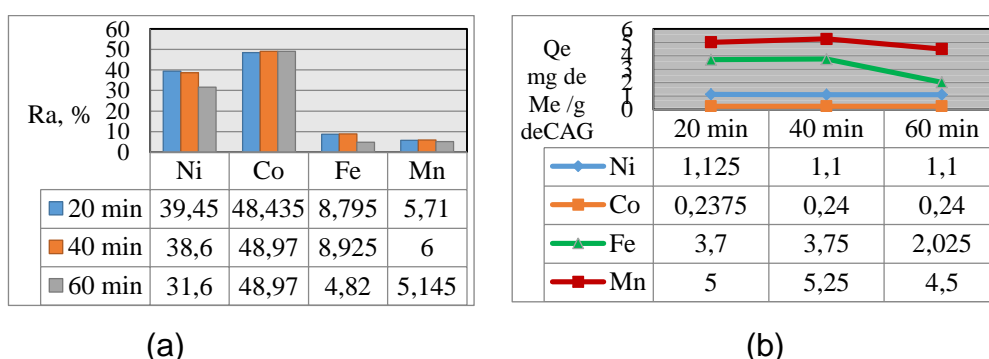 60
50
40
30
20
10
0
Ra, %
Ni Co Fe Mn
20 min 39,45 48,435 8,795 5,71
40 min 38,6 48,97 8,925 6
60 min 31,6 48,97 4,82 5,145
(a)
6
5
4
3
2
1
0
Qe
mg de
Me /g
deCAG
20 min 40 min 60 min
Ni 1,125 1,1 1,1
Co 0,2375 0,24 0,24
Fe 3,7 3,75 2,025
Mn 5 5,25 4,5
(b)